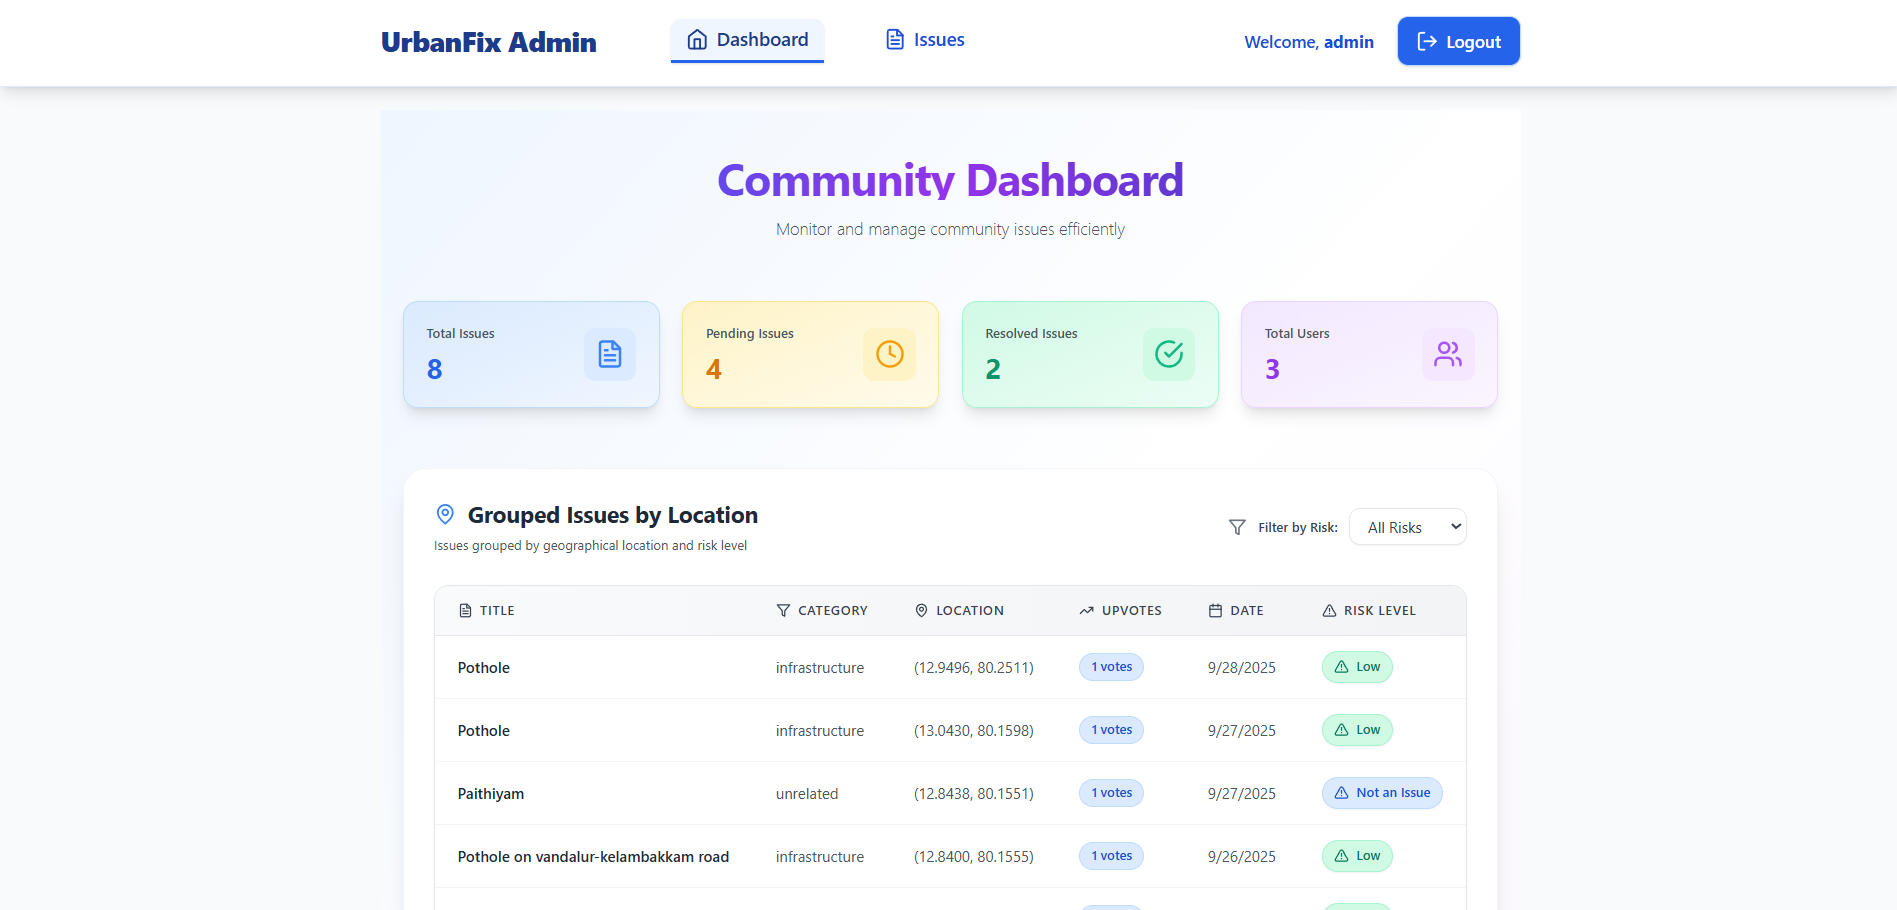 UrbanFix Admin
Dashboard
Issues
Welcome, admin
Logout
Community Dashboard
Monitor and manage community issues efficiently
Total Issues
8
Pending Issues
4
Resolved Issues
2
Total Users
3
Grouped Issues by Location
Issues grouped by geographical location and risk level
Filter by Risk:
All Risks
TITLE CATEGORY LOCATION UPVOTES DATE RISK LEVEL
Pothole infrastructure (12.9496, 80.2511) 1 votes 9/28/2025 Low
Pothole infrastructure (13.0430, 80.1598) 1 votes 9/27/2025 Low
Paithiyam unrelated (12.8438, 80.1551) 1 votes 9/27/2025 Not an Issue
Pothole on vandalur-kelambakkam road infrastructure (12.8400, 80.1555) 1 votes 9/26/2025 Low